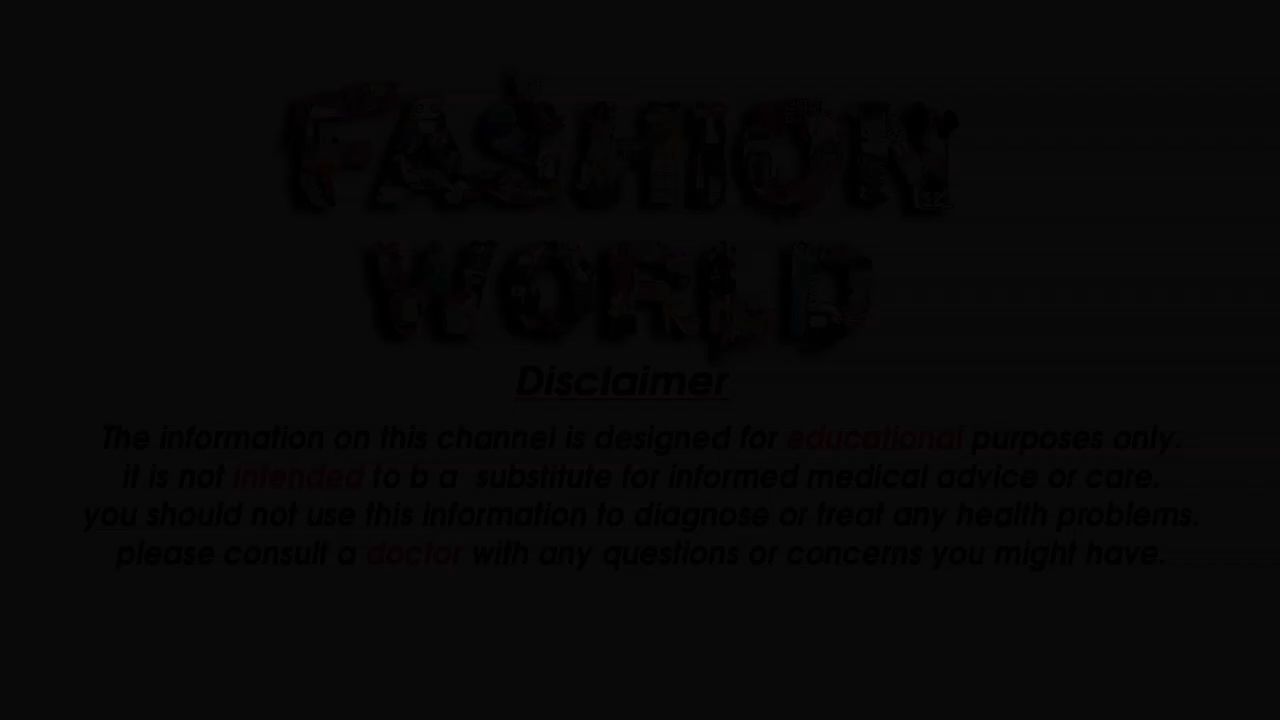 FASHION
WORLD
Disclaimer
The information on this channel is designed for educational purposes only.
it is not intended to b a substitute for informed medical advice or care.
you should not use this information to diagnose or treat any health problems.
please consult a doctor with any questions or concerns you might have.